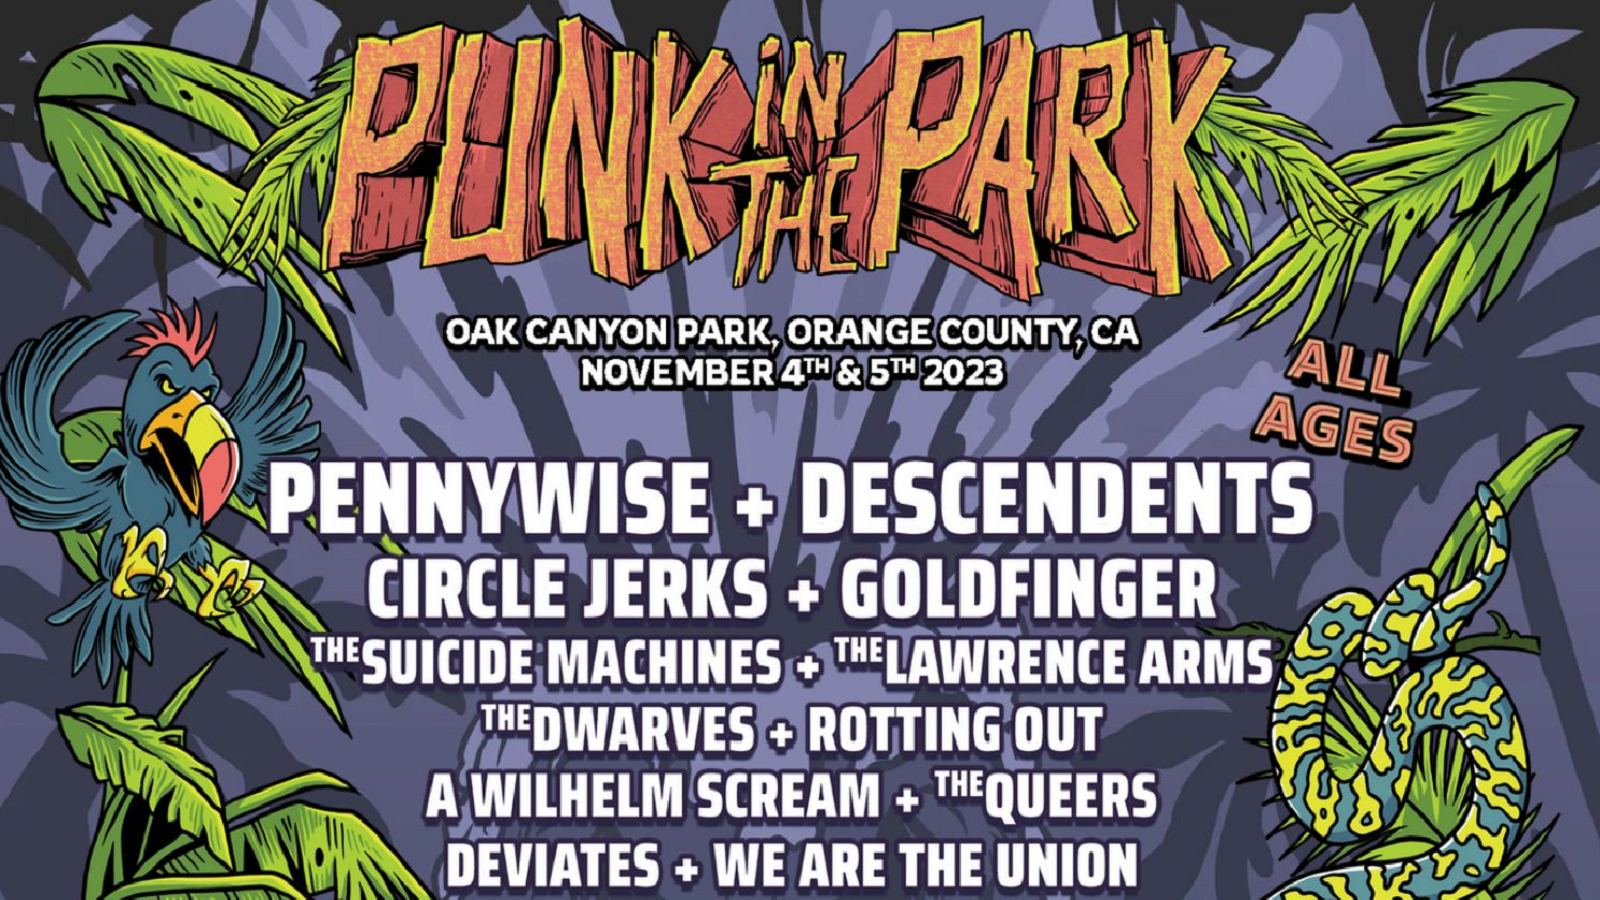 PUNK IN THE PARK
OAK CANYON PARK, ORANGE COUNTY, CA
NOVEMBER 4TH & 5TH 2023
ALL
AGES
PENNYWISE + DESCENDENTS
CIRCLE JERKS + GOLDFINGER
THE SUICIDE MACHINES + THE LAWRENCE ARMS
THE DWARVES + ROTTING OUT
A WILHELM SCREAM + THE QUEERS
DEVIATES + WE ARE THE UNION